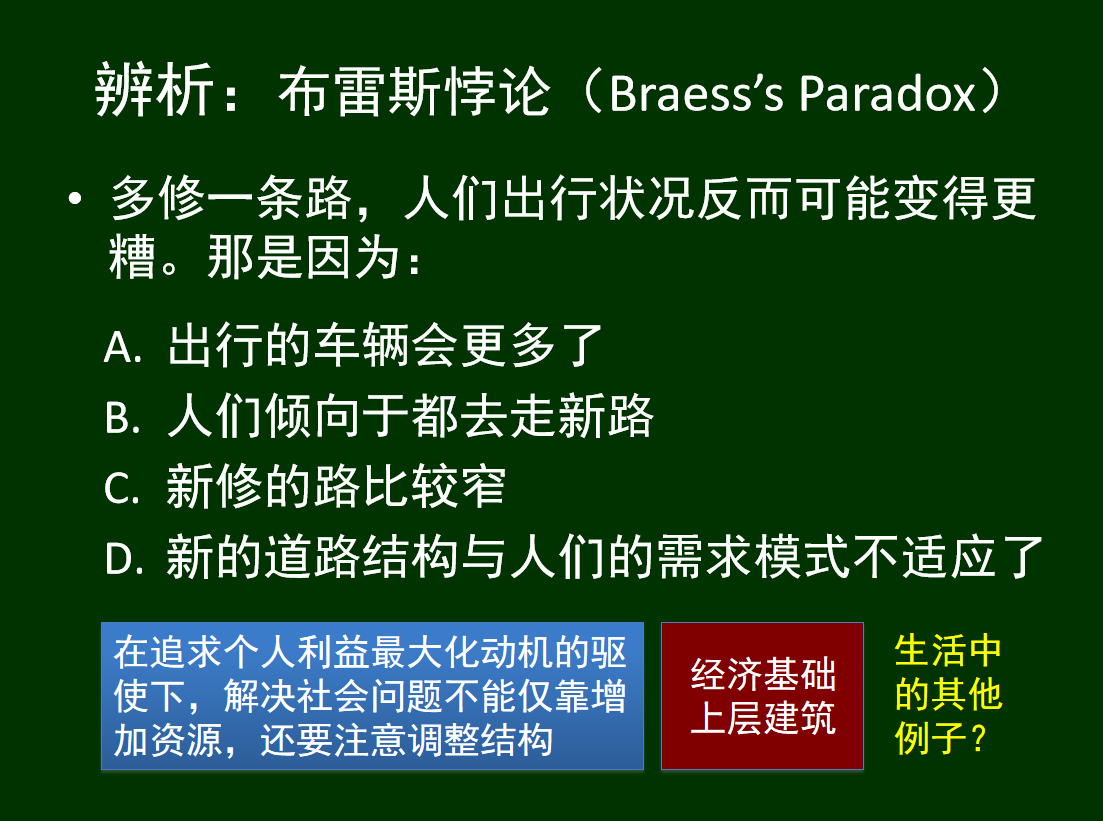 辨析：布雷斯悖论（Braess’s Paradox）
• 多修一条路，人们出行状况反而可能变得更
糟。那是因为：
A. 出行的车辆会更多了
B. 人们倾向于都去走新路
C. 新修的路比较窄
D. 新的道路结构与人们的需求模式不适应了
在追求个人利益最大化动机的驱
使下，解决社会问题不能仅靠增
加资源，还要注意调整结构
经济基础
上层建筑
生活中
的其他
例子？